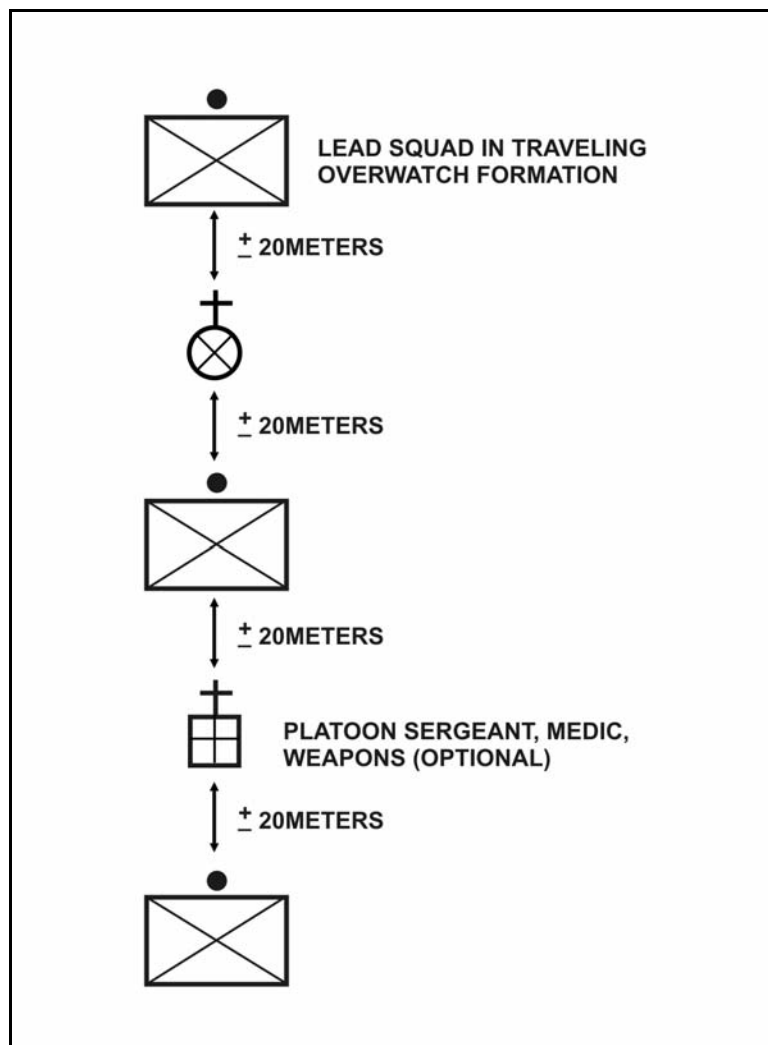 LEAD SQUAD IN TRAVELING
OVERWATCH FORMATION
± 20METERS
± 20METERS
± 20METERS
PLATOON SERGEANT, MEDIC,
WEAPONS (OPTIONAL)
± 20METERS